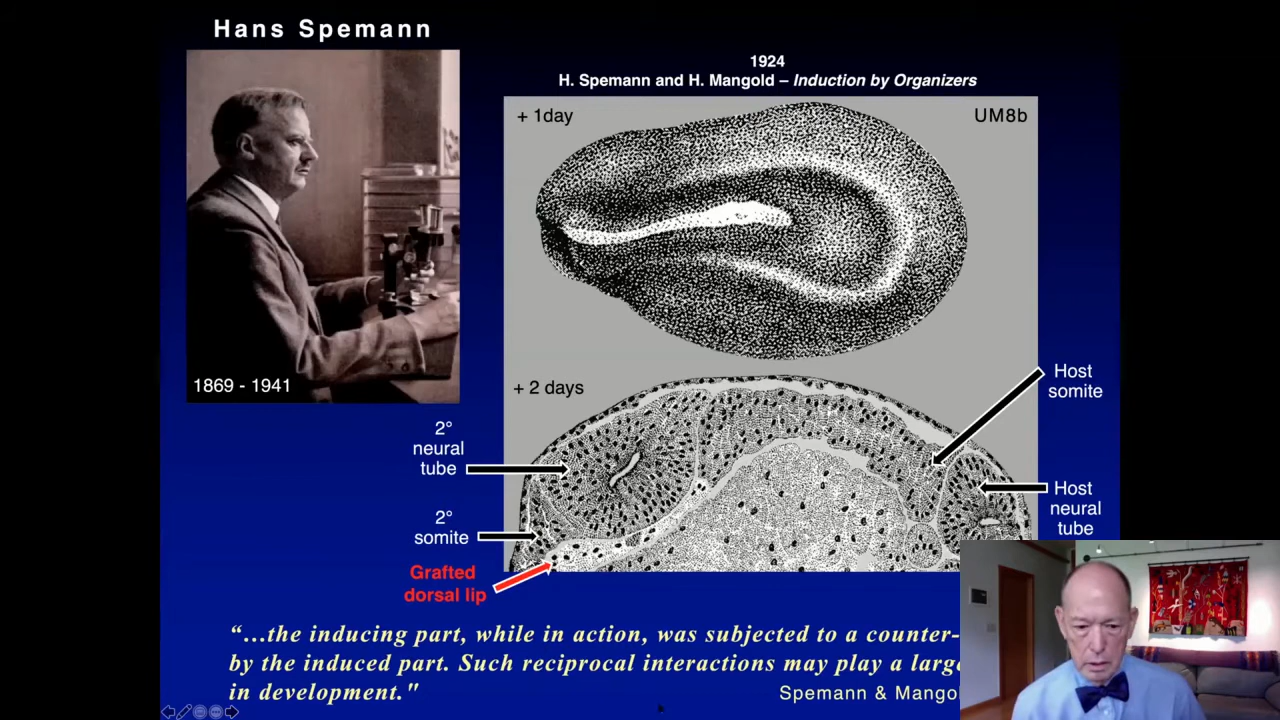 Hans Spemann
1869 - 1941
1924
H. Spemann and H. Mangold – Induction by Organizers
+ 1day
UM8b
+ 2 days
Host
somite
2°
neural
tube
Host
neural
tube
2°
somite
Grafted
dorsal lip
“...the inducing part, while in action, was subjected to a counter-
by the induced part. Such reciprocal interactions may play a large
in development."
Spemann & Mangol